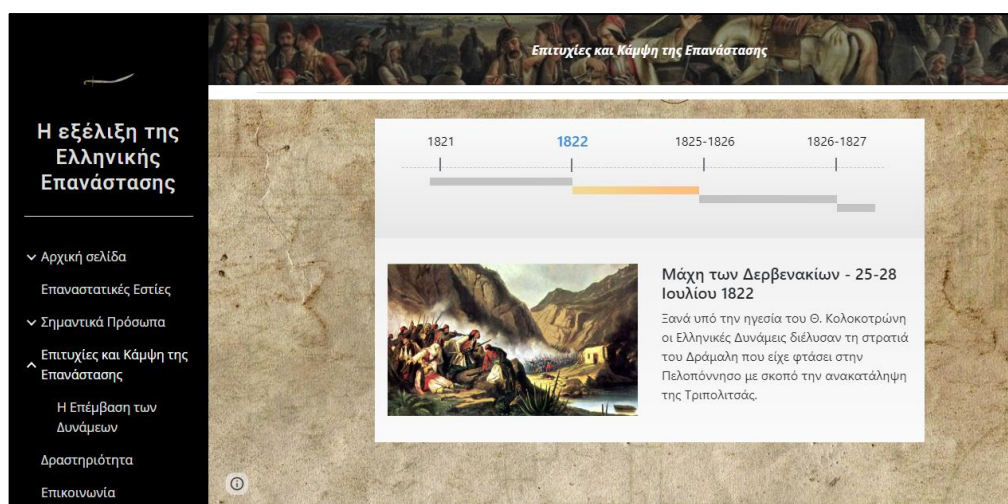 Η εξέλιξη της
Ελληνικής
Επανάστασης
Αρχική σελίδα
Επαναστατικές Εστίες
Σημαντικά Πρόσωπα
Επιτυχίες και Κάμψη της
Επανάστασης
Η Επέμβαση των
Δυνάμεων
Δραστηριότητα
Επικοινωνία
Επιτυχίες και Κάμψη της Επανάστασης
1821 1822 1825-1826 1826-1827
Μάχη των Δερβενακίων - 25-28
Ιουλίου 1822
Ξανά υπό την ηγεσία του Θ. Κολοκοτρώνη
οι Ελληνικές Δυνάμεις διέλυσαν τη στρατιά
του Δράμαλη που είχε φτάσει στην
Πελοπόννησο με σκοπό την ανακατάληψη
της Τριπολιτσάς.